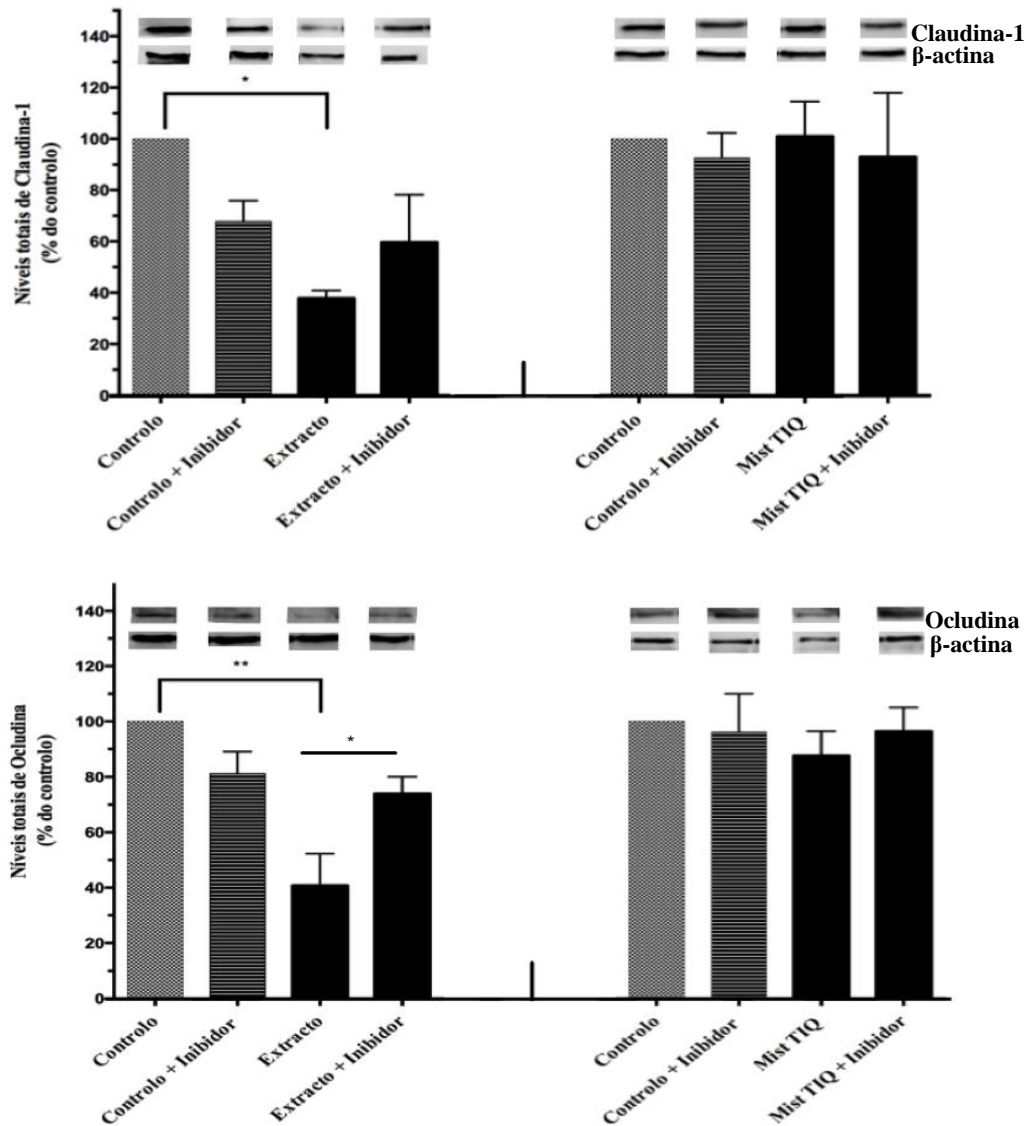 Claudina-1
β-actina
140
120
100
80
60
40
20
0
*
Níveis totais de Claudina-1
(% do controlo)
Controlo
Controlo + Inibidor
Extracto
Extracto + Inibidor
Controlo
Controlo + Inibidor
Mist TIQ
Mist TIQ + Inibidor
Ocludina
β-actina
140
120
100
80
60
40
20
0
**
*
Níveis totais de Ocludina
(% do controlo)
Controlo
Controlo + Inibidor
Extracto
Extracto + Inibidor
Controlo
Controlo + Inibidor
Mist TIQ
Mist TIQ + Inibidor